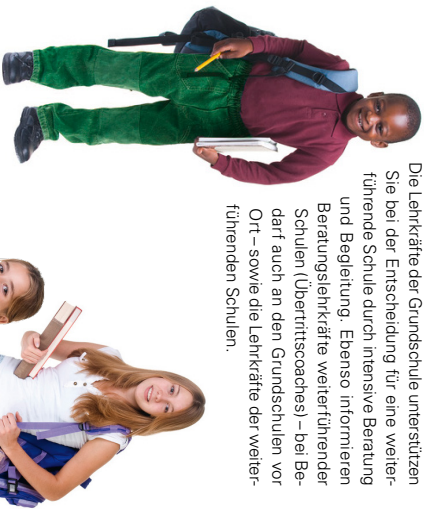 Die Lehrkräfte der Grundschule unterstützen
Sie bei der Entscheidung für eine weiter-
führende Schule durch intensive Beratung
und Begleitung. Ebenso informieren
Beratungslehrkräfte weiterführender
Schulen (Übertrittscoaches) – bei Be-
darf auch an den Grundschulen vor
Ort – sowie die Lehrkräfte der weiter-
führenden Schulen.